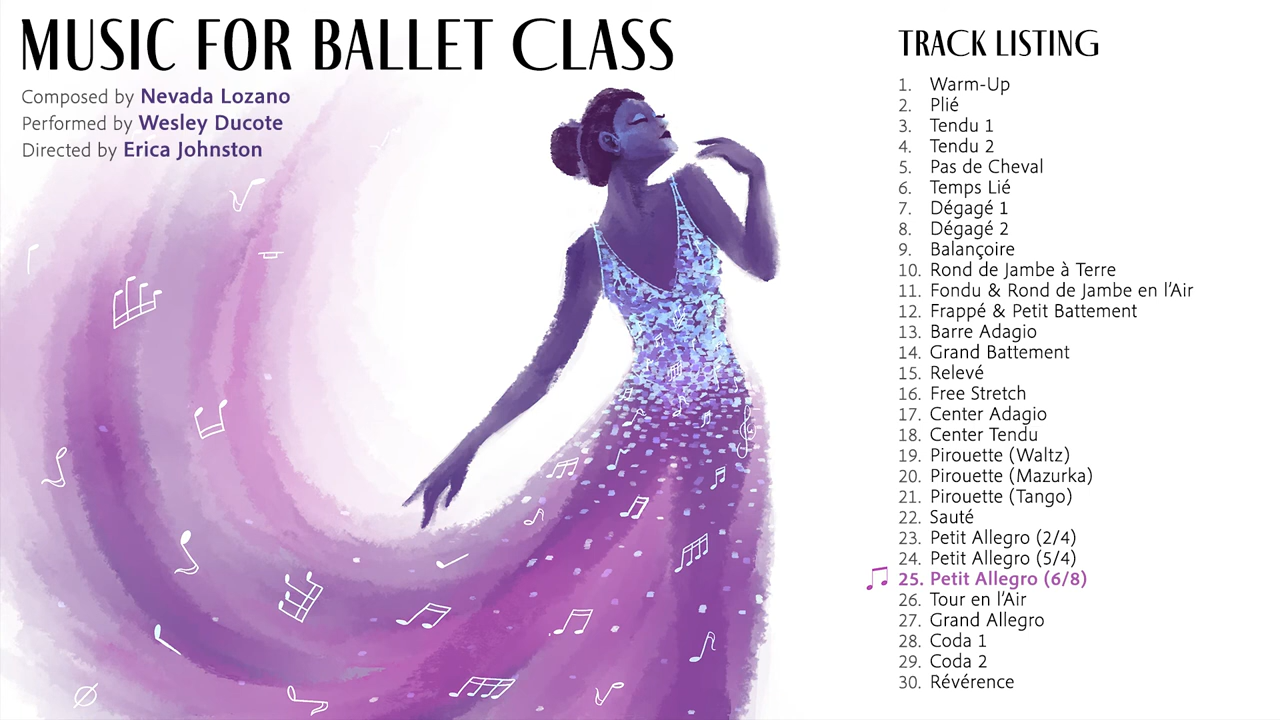 MUSIC FOR BALLET CLASS
Composed by Nevada Lozano
Performed by Wesley Ducote
Directed by Erica Johnston
TRACK LISTING
1. Warm-Up
2. Plié
3. Tendu 1
4. Tendu 2
5. Pas de Cheval
6. Temps Lié
7. Dégagé 1
8. Dégagé 2
9. Balançoire
10. Rond de Jambe à Terre
11. Fondu & Rond de Jambe en l’Air
12. Frappé & Petit Battement
13. Barre Adagio
14. Grand Battement
15. Relevé
16. Free Stretch
17. Center Adagio
18. Center Tendu
19. Pirouette (Waltz)
20. Pirouette (Mazurka)
21. Pirouette (Tango)
22. Sauté
23. Petit Allegro (2/4)
24. Petit Allegro (5/4)
25. Petit Allegro (6/8)
26. Tour en l’Air
27. Grand Allegro
28. Coda 1
29. Coda 2
30. Révérence